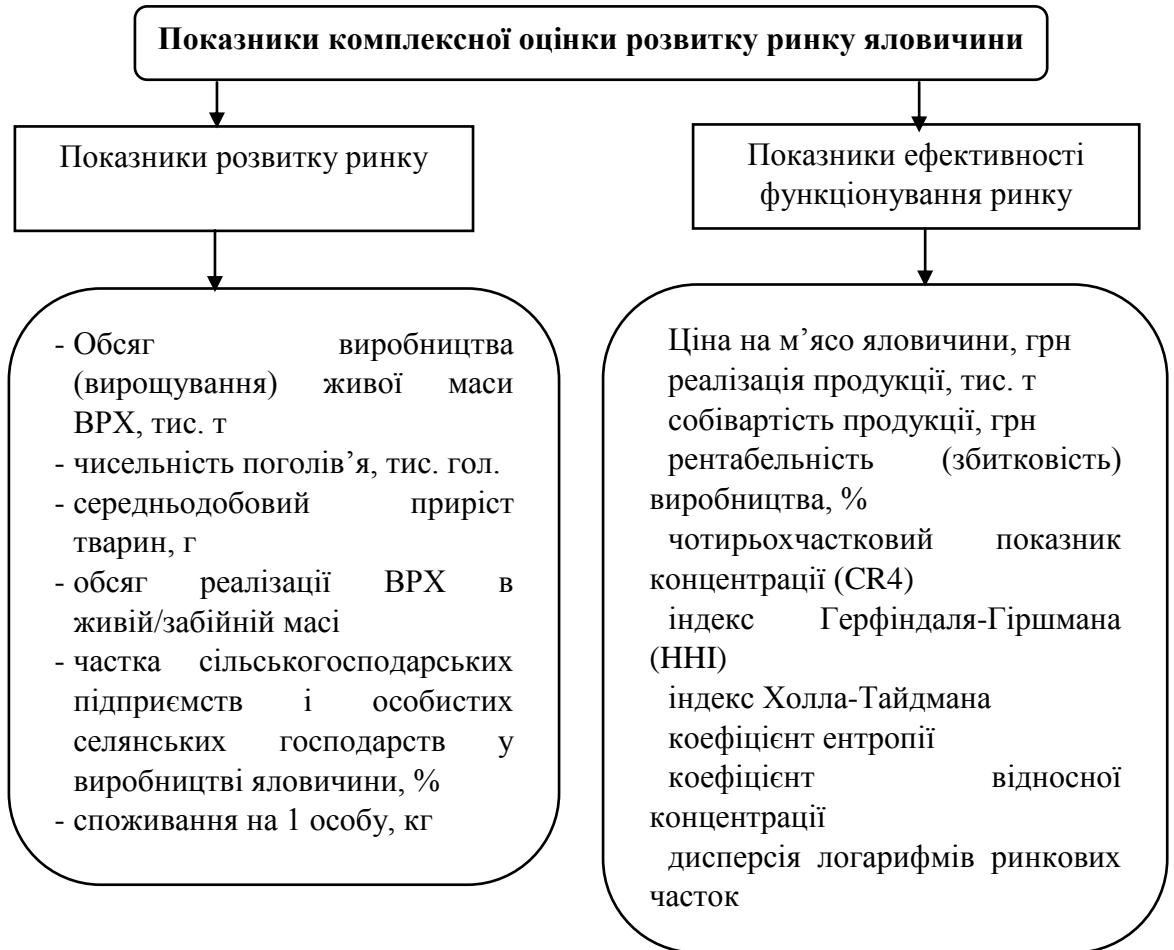 Показники комплексної оцінки розвитку ринку яловичини
Показники розвитку ринку
Показники ефективності
функціонування ринку
- Обсяг виробництва
(вирощування) живої маси
ВРХ, тис. т
- чисельність поголів’я, тис. гол.
- середньодобовий приріст
тварин, г
- обсяг реалізації ВРХ в
живій/забійній масі
- частка сільськогосподарських
підприємств і особистих
селянських господарств у
виробництві яловичини, %
- споживання на 1 особу, кг
Ціна на м’ясо яловичини, грн
реалізація продукції, тис. т
собівартість продукції, грн
рентабельність (збитковість)
виробництва, %
чотирьохчастковий показник
концентрації (CR4)
індекс Герфіндаля-Гіршмана
(ННІ)
індекс Холла-Тайдмана
коефіцієнт ентропії
коефіцієнт відносної
концентрації
дисперсія логарифмів ринкових
часток